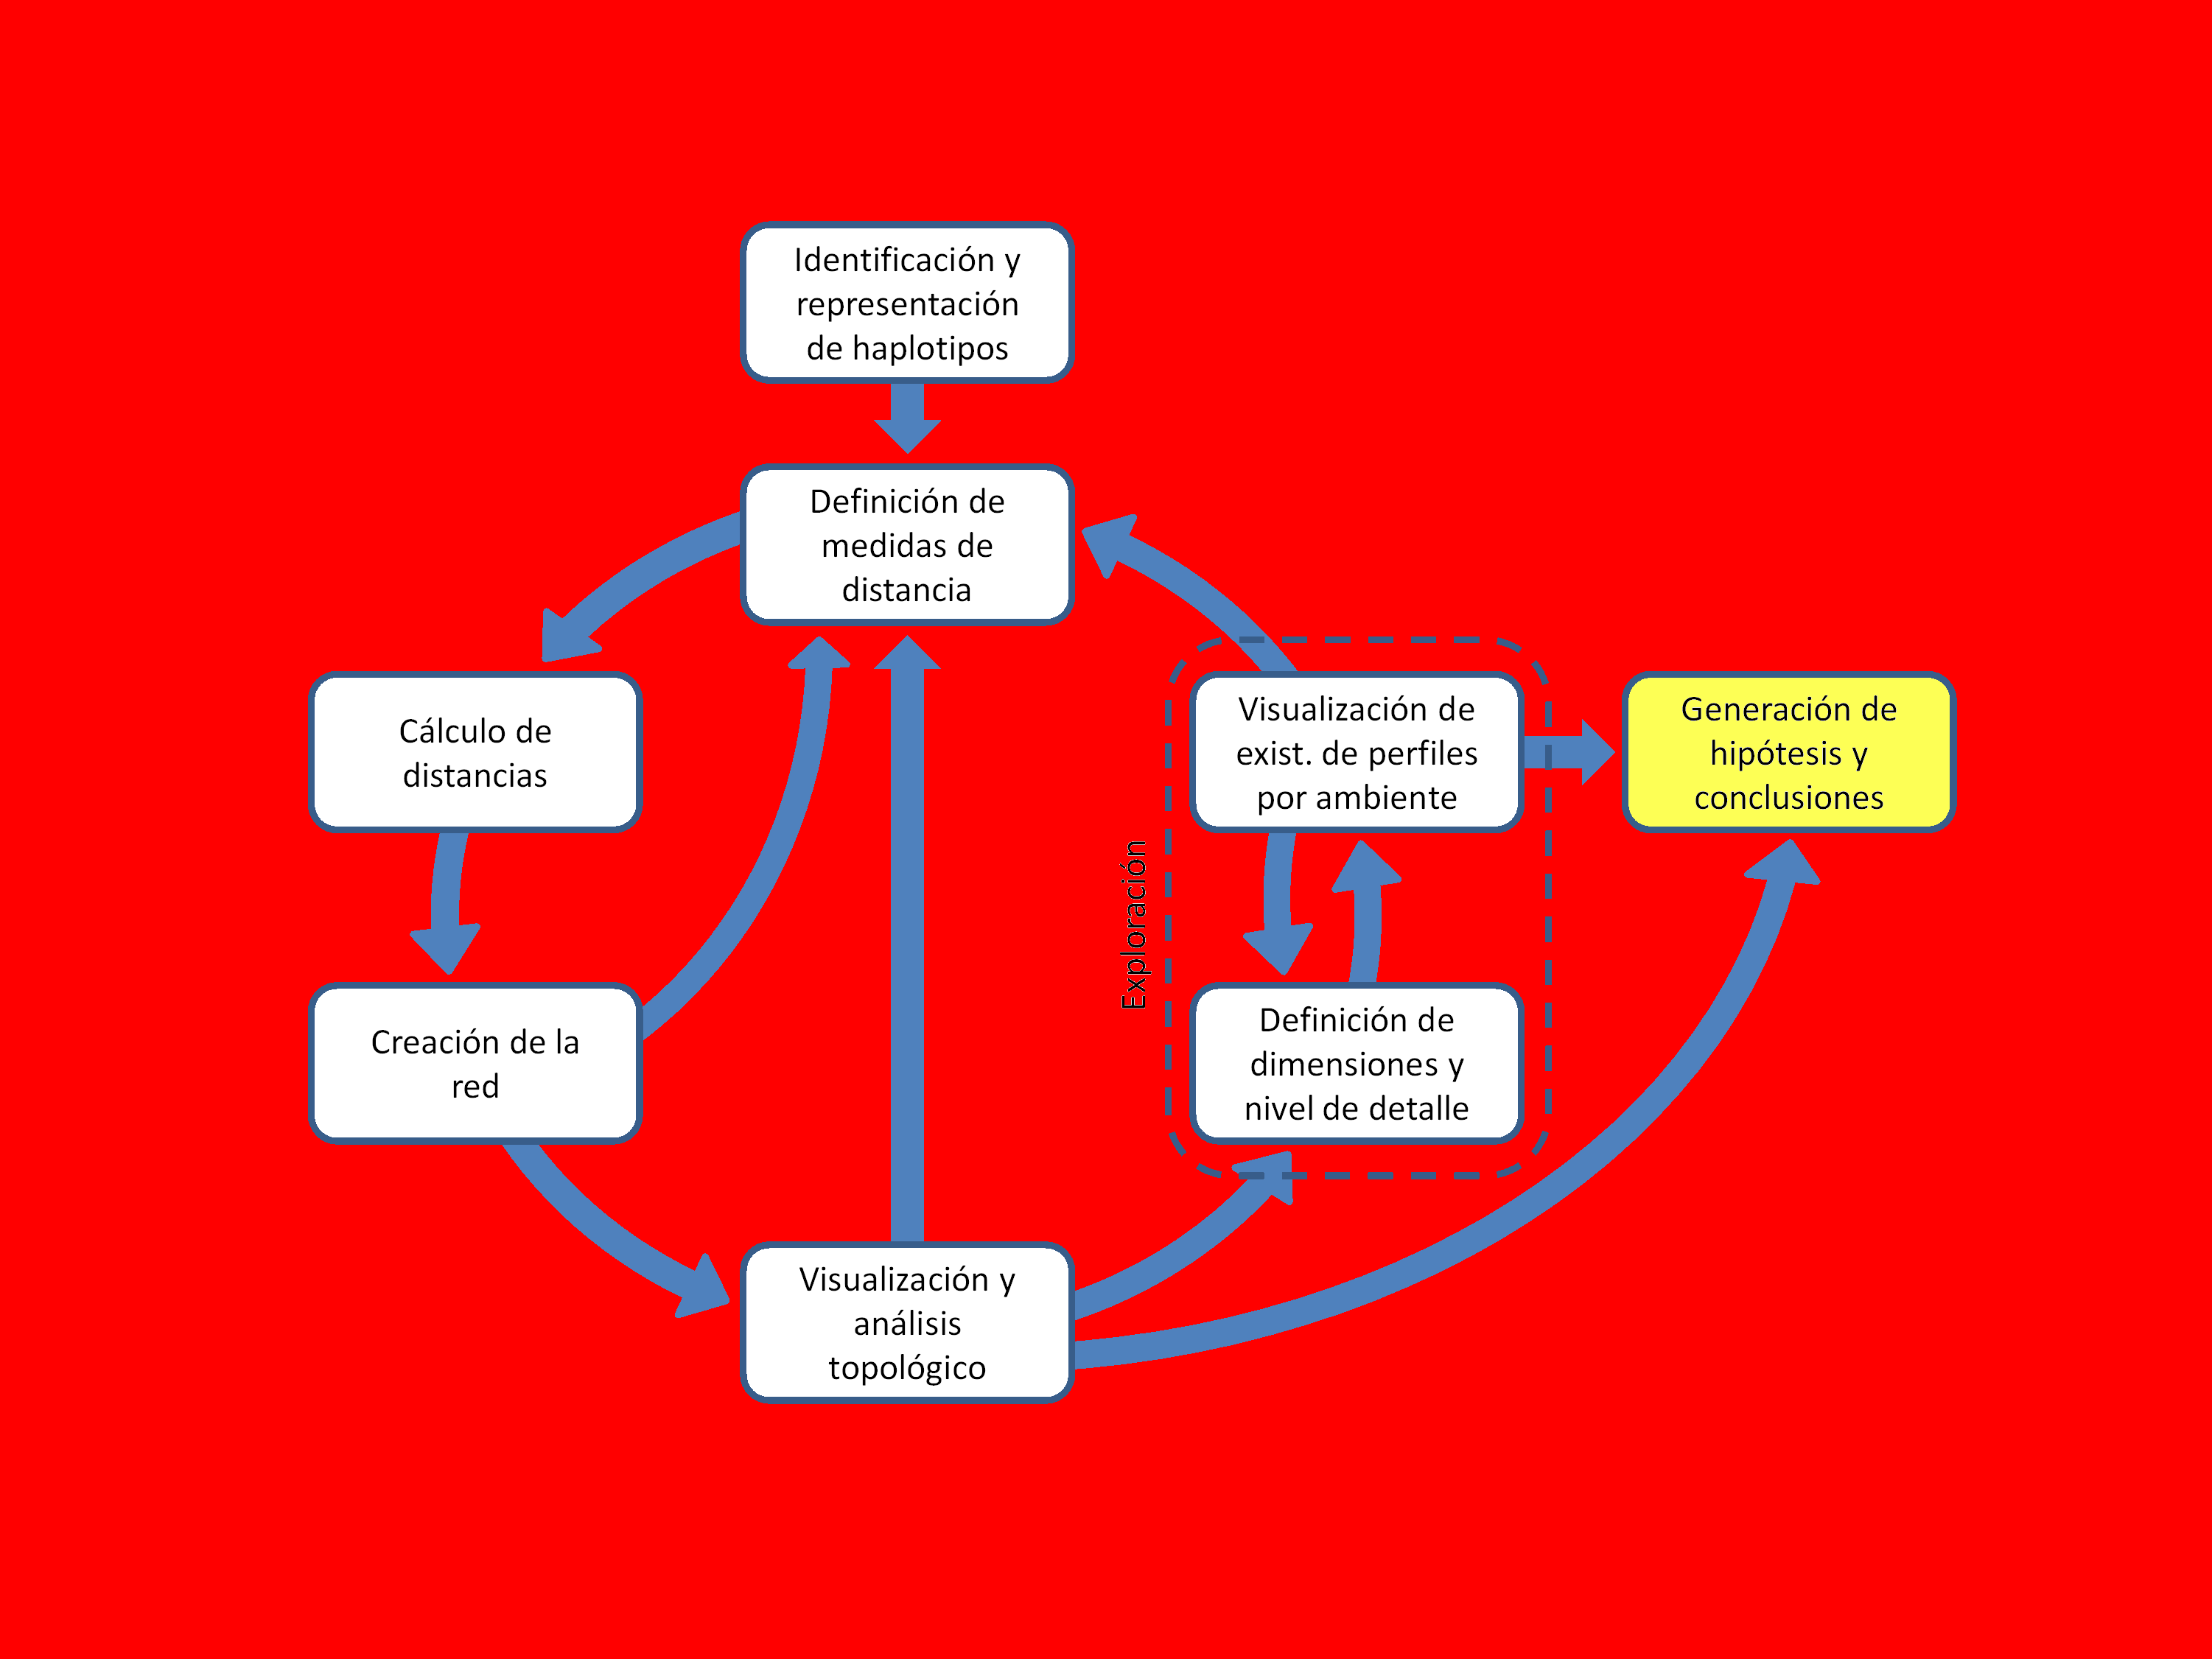 Identificación y
representación
de haplotipos
Definición de
medidas de
distancia
Cálculo de
distancias
Visualización de
exist. de perfiles
por ambiente
Generación de
hipótesis y
conclusiones
Exploración
Creación de la
red
Definición de
dimensiones y
nivel de detalle
Visualización y
análisis
topológico